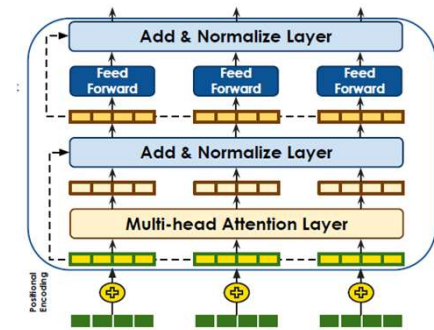 Add & Normalize Layer
Feed
Forward
Feed
Forward
Feed
Forward
:
Add & Normalize Layer
Multi-head Attention Layer
Positional
Encoding